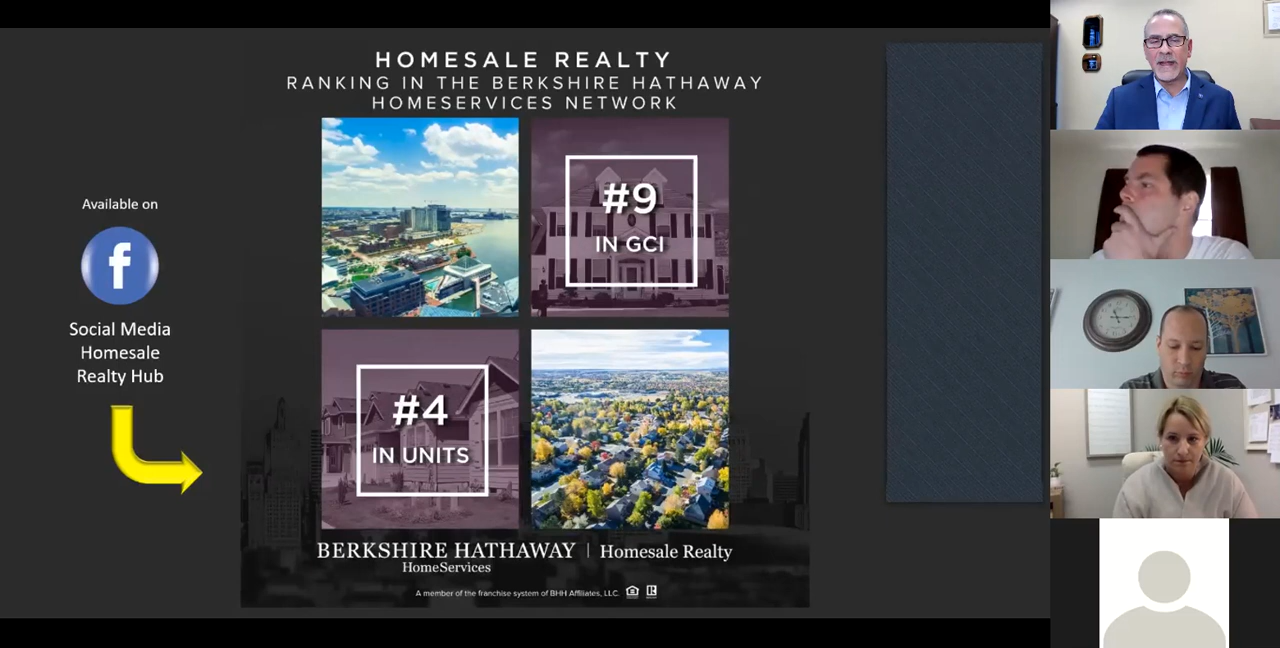 HOMESALE REALTY
RANKING IN THE BERKSHIRE HATHAWAY
HOMESERVICES NETWORK
#9
IN GCI
Available on
f
Social Media
Homesale
Realty Hub
#4
IN UNITS
BERKSHIRE HATHAWAY | Homesale Realty
HomeServices
A member of the franchise system of BHH Affiliates, LLC.